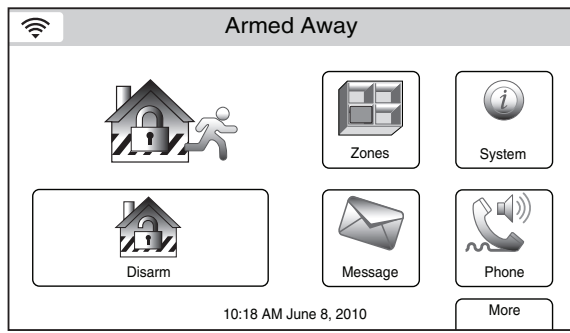 Armed Away
Zones
System
Disarm
Message
Phone
10:18 AM June 8, 2010
More